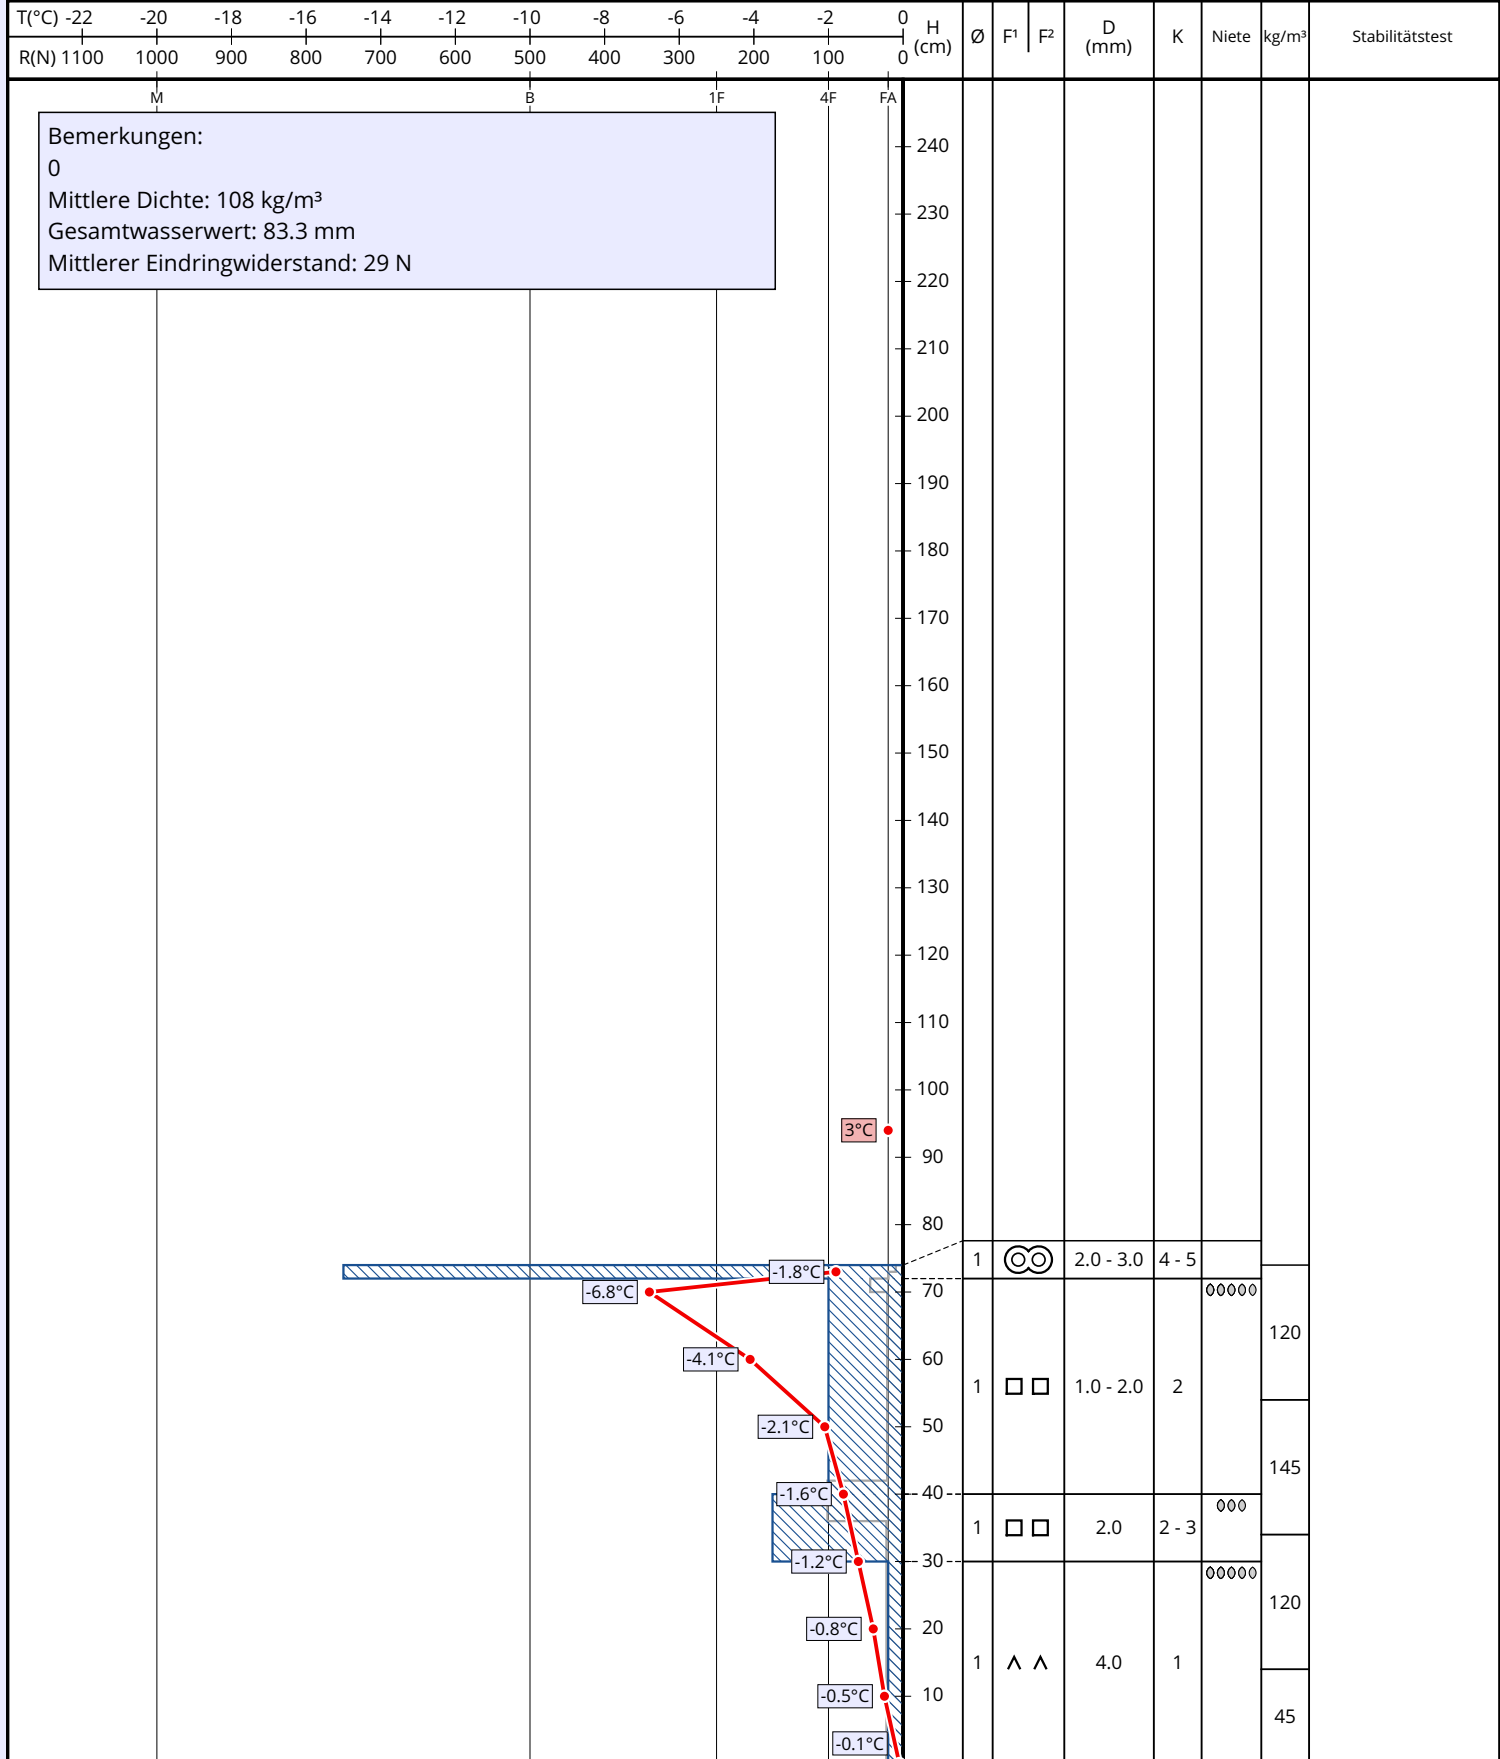 T(°C) -22 -20 -18 -16 -14 -12 -10 -8 -6 -4 -2 0
R(N) 1100 1000 900 800 700 600 500 400 300 200 100 0
H (cm) Ø F¹ F² D (mm) K Niete kg/m³ Stabilitätstest
M B 1F 4F FA
Bemerkungen:
0
Mittlere Dichte: 108 kg/m³
Gesamtwasserwert: 83.3 mm
Mittlerer Eindringwiderstand: 29 N
240
230
220
210
200
190
180
170
160
150
140
130
120
110
100
3°C
90
80
1 2.0 - 3.0 4 - 5
-1.8°C
-6.8°C 70
120
-4.1°C 60
1 1.0 - 2.0 2
-2.1°C 50
145
-1.6°C 40
1 2.0 2 - 3
-1.2°C 30
120
-0.8°C 20
1 4.0 1
-0.5°C 10
45
-0.1°C